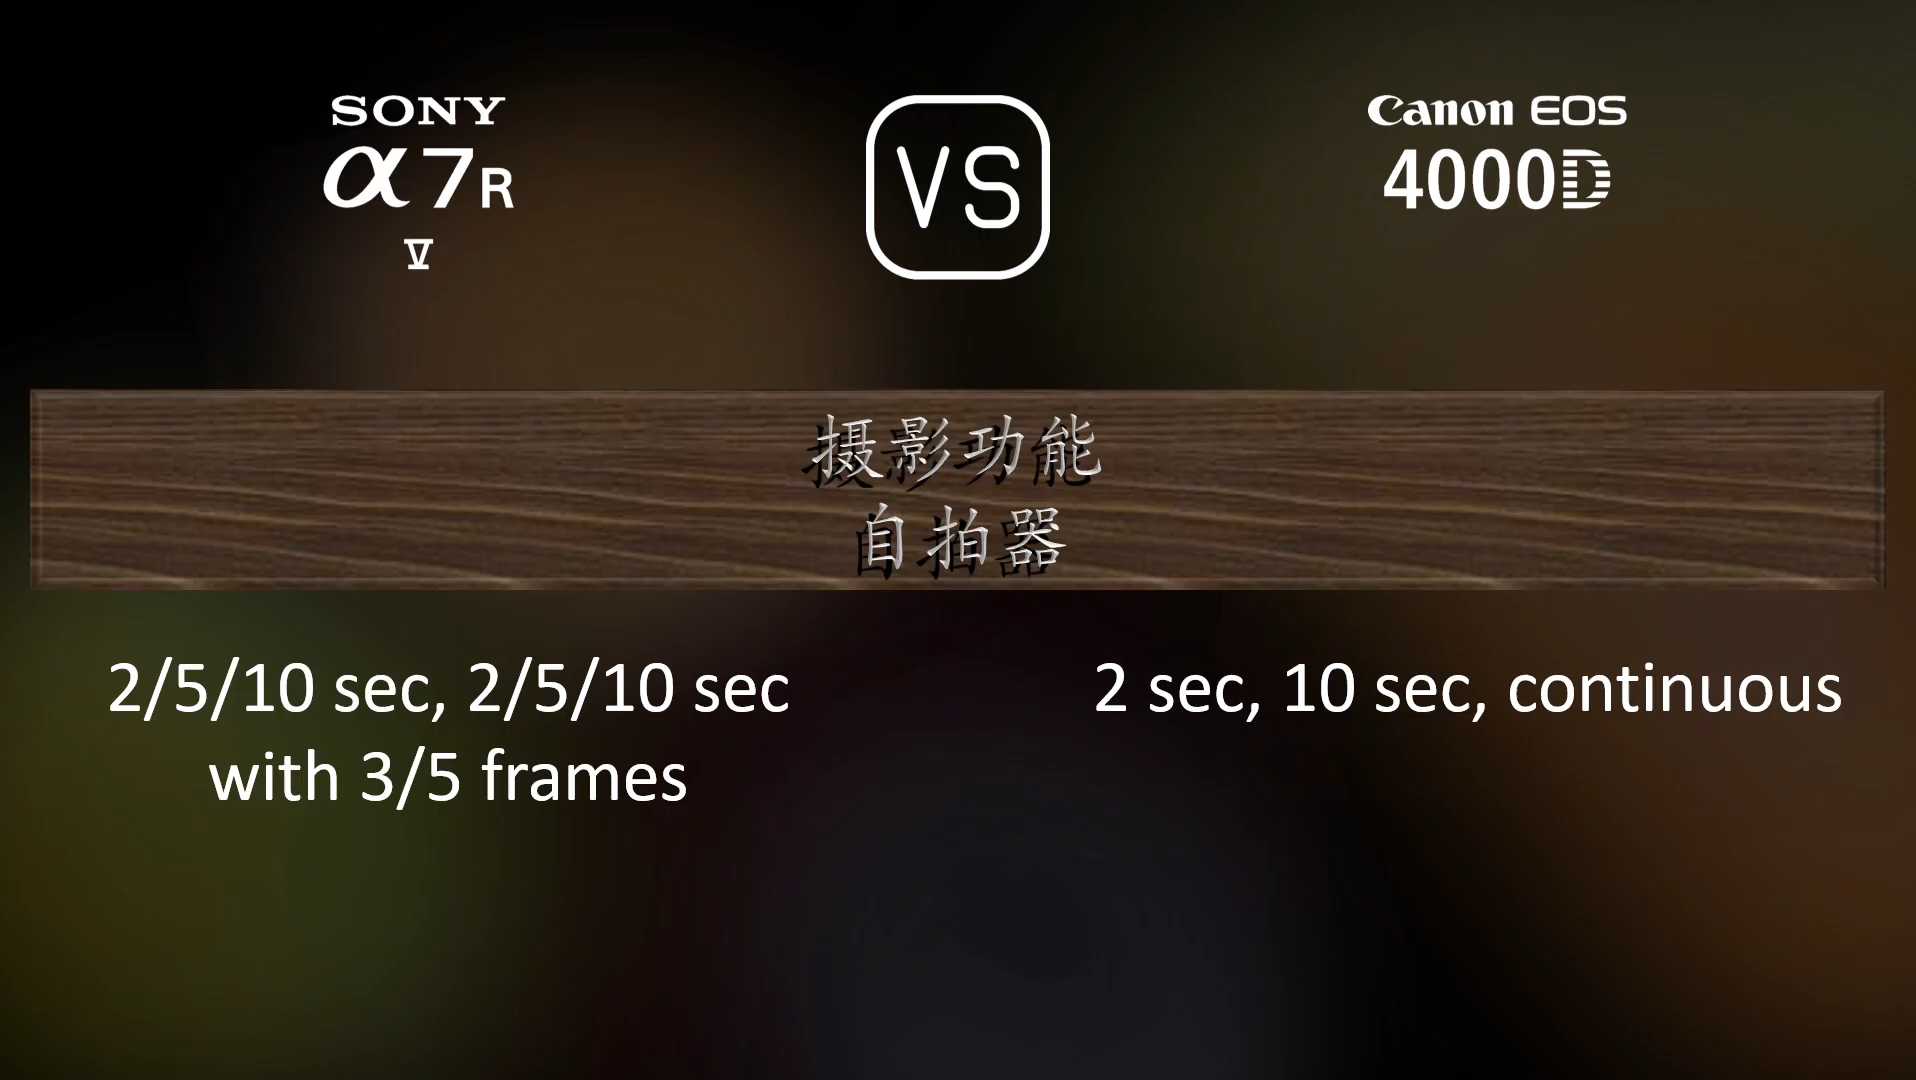 SONY
α7R
V
VS
Canon EOS
4000D
摄影功能
自拍器
2/5/10 sec, 2/5/10 sec
with 3/5 frames
2 sec, 10 sec, continuous